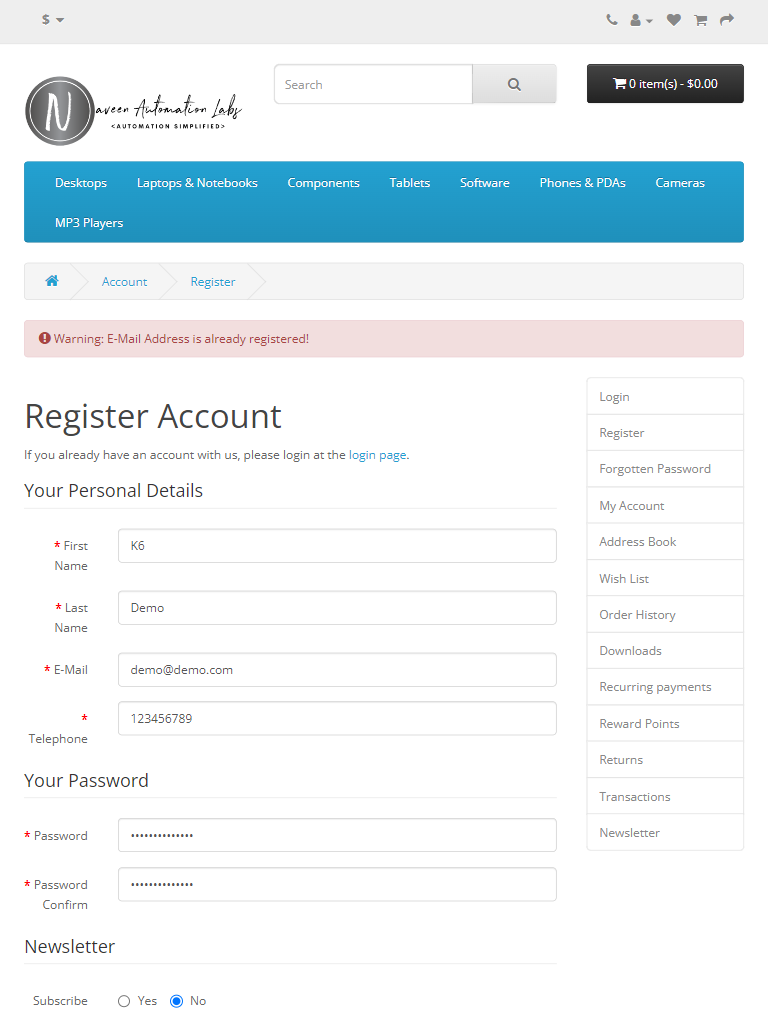 $
Naveen Automation Labs
<AUTOMATION SIMPLIFIED>
Search
0 item(s) - $0.00
Desktops Laptops & Notebooks Components Tablets Software Phones & PDAs Cameras
MP3 Players
Account Register
Warning: E-Mail Address is already registered!
Register Account
If you already have an account with us, please login at the login page.
Your Personal Details
* First Name
K6
* Last Name
Demo
* E-Mail
demo@demo.com
* Telephone
123456789
Your Password
* Password
••••••••••••••
* Password Confirm
••••••••••••••
Newsletter
Subscribe Yes No
Login
Register
Forgotten Password
My Account
Address Book
Wish List
Order History
Downloads
Recurring payments
Reward Points
Returns
Transactions
Newsletter